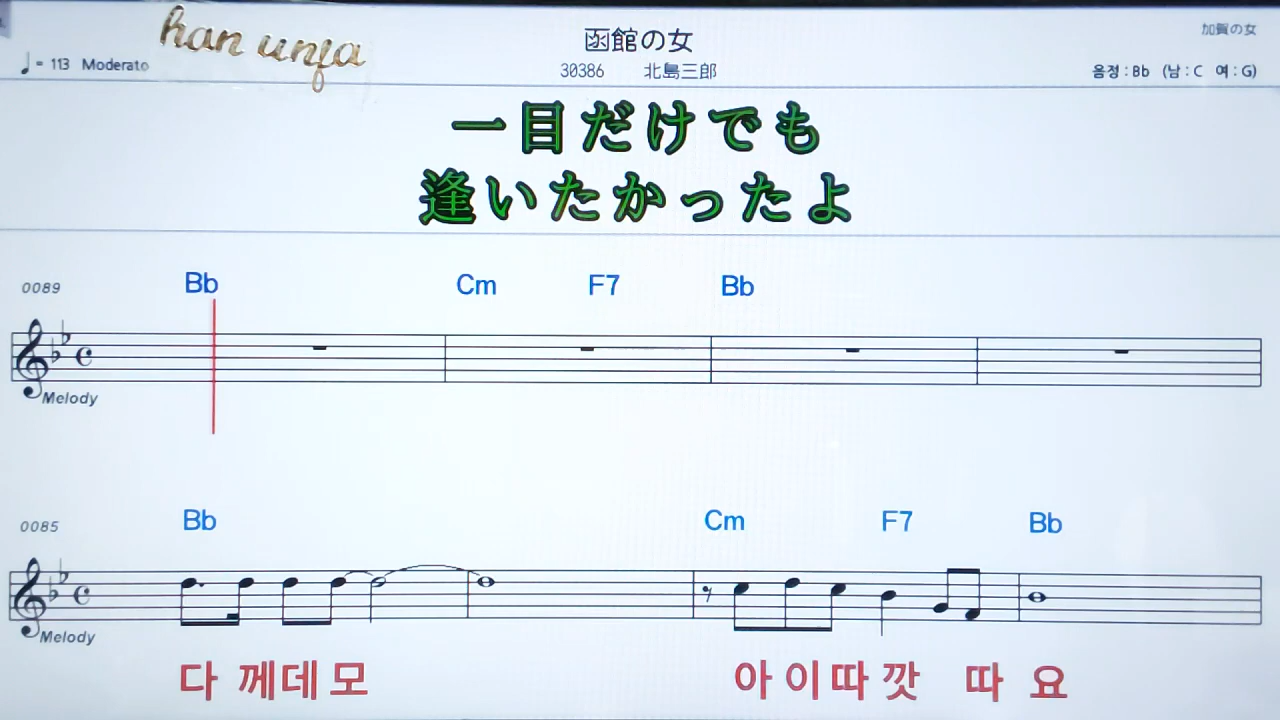 han unfa
函館の女
加賀の女
♩= 113 Moderato
30386 北島三郎
음정 : Bb (남 : C 여 : G)
一目だけでも
逢いたかったよ
0089 Bb Cm F7 Bb
Melody
0085 Bb Cm F7 Bb
Melody
다 께데 모 아 이 따 깟 따 요